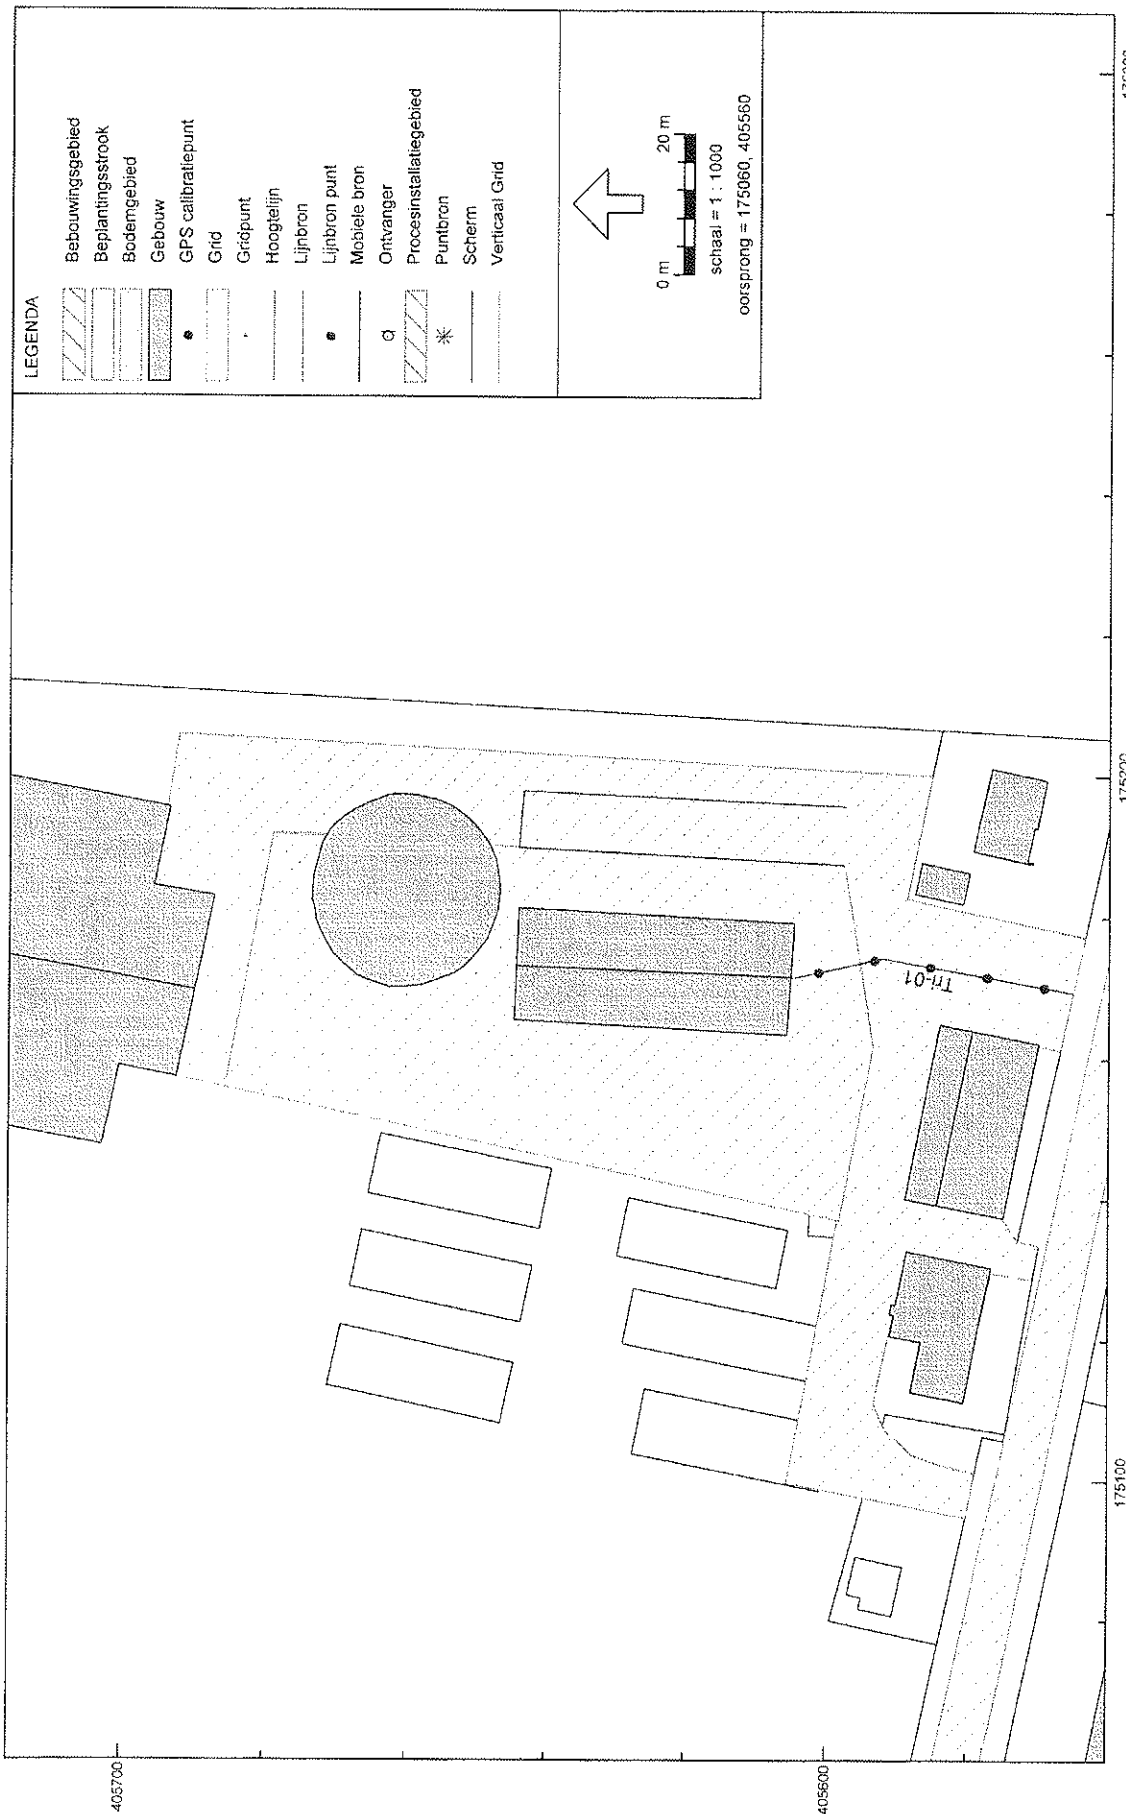 LEGENDA
Bebouwingsgebied
Beplantingsstrook
Bodemgebied
Gebouw
GPS calibratiepunt
Grid
Gridpunt
Hoogtelijn
Lijnbron
Lijnbron punt
Mobiele bron
Ontvanger
Procesinstallatiegebied
Puntbron
Scherm
Verticaal Grid
0 m
20 m
schaal = 1 : 1000
oorsprong = 175060, 405560
405700
405600
Tri-01
175100
175200